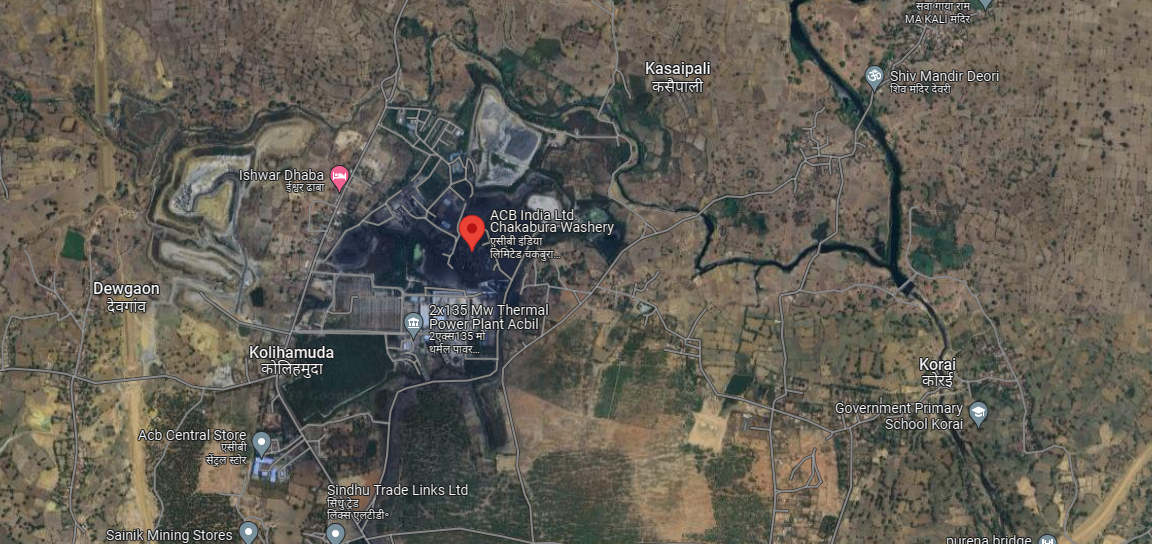 सर्वा गाया राम
MA KALI मंदिर
Kasaipali
कसैपाली
Shiv Mandir Deori
शिव मंदिर देवरी
Ishwar Dhaba
ईश्वर ढाबा
ACB India Ltd
Chakabura Washery
एसीबी इंडिया
लिमिटेड चकबुरा...
Dewgaon
देवगांव
2x135 Mw Thermal
Power Plant Acbil
2एक्स135 मी
थर्मल पावर...
Kolihamuda
कोलिहमुदा
Korai
कोरई
Government Primary
School Korai
Acb Central Store
एसीबी
सेंट्रल स्टोर
Sindhu Trade Links Ltd
सिंधु ट्रेड
लिंक्स एलटीडी॰
Sainik Mining Stores
purena bridge